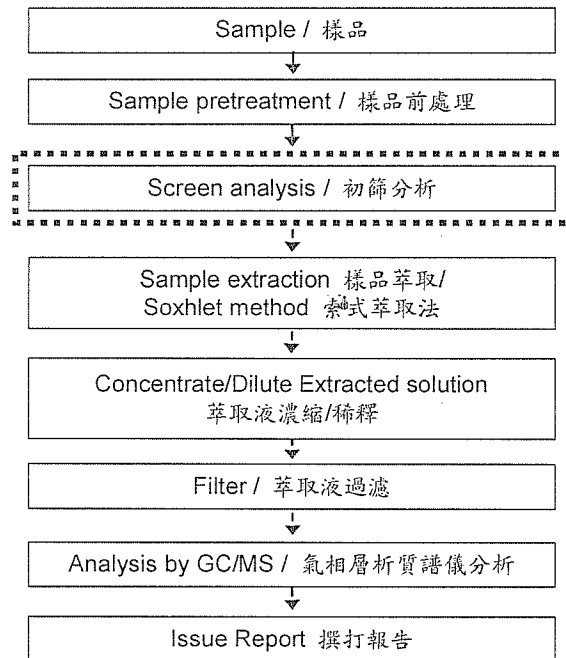 Sample / 樣品
Sample pretreatment / 樣品前處理
Screen analysis / 初篩分析
Sample extraction 樣品萃取/
Soxhlet method 索式萃取法
Concentrate/Dilute Extracted solution
萃取液濃縮/稀釋
Filter / 萃取液過濾
Analysis by GC/MS / 氣相層析質譜儀分析
Issue Report 撰打報告